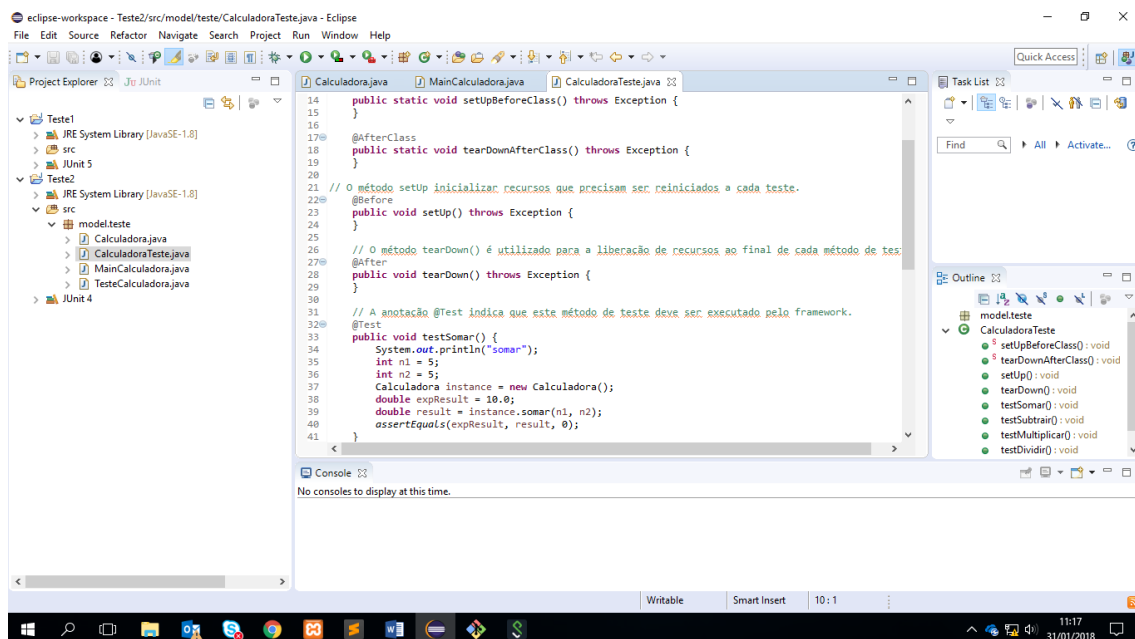 eclipse-workspace - Teste2/src/model/teste/CalculadoraTeste.java - Eclipse
File Edit Source Refactor Navigate Search Project Run Window Help
Quick Access
Project Explorer JUnit
Teste1
JRE System Library [JavaSE-1.8]
src
JUnit 5
Teste2
JRE System Library [JavaSE-1.8]
src
model.teste
Calculadora.java
CalculadoraTeste.java
MainCalculadora.java
TesteCalculadora.java
JUnit 4
Calculadora.java MainCalculadora.java CalculadoraTeste.java
14 public static void setUpBeforeClass() throws Exception {
15 }
16
17 @AfterClass
18 public static void tearDownAfterClass() throws Exception {
19 }
20
21 // O método setUp inicializar recursos que precisam ser reiniciados a cada teste.
22 @Before
23 public void setUp() throws Exception {
24 }
25
26 // O método tearDown() é utilizado para a liberação de recursos ao final de cada método de tes
27 @After
28 public void tearDown() throws Exception {
29 }
30
31 // A anotação @Test indica que este método de teste deve ser executado pelo framework.
32 @Test
33 public void testSomar() {
34 System.out.println("somar");
35 int n1 = 5;
36 int n2 = 5;
37 Calculadora instance = new Calculadora();
38 double expResult = 10.0;
39 double result = instance.somar(n1, n2);
40 assertEquals(expResult, result, 0);
41 }
Task List
Find All Activate...
Outline
model.teste
CalculadoraTeste
setUpBeforeClass() : void
tearDownAfterClass() : void
setUp() : void
tearDown() : void
testSomar() : void
testSubtrair() : void
testMultiplicar() : void
testDividir() : void
Console
No consoles to display at this time.
Writable Smart Insert 10 : 1
11:17
31/01/2018